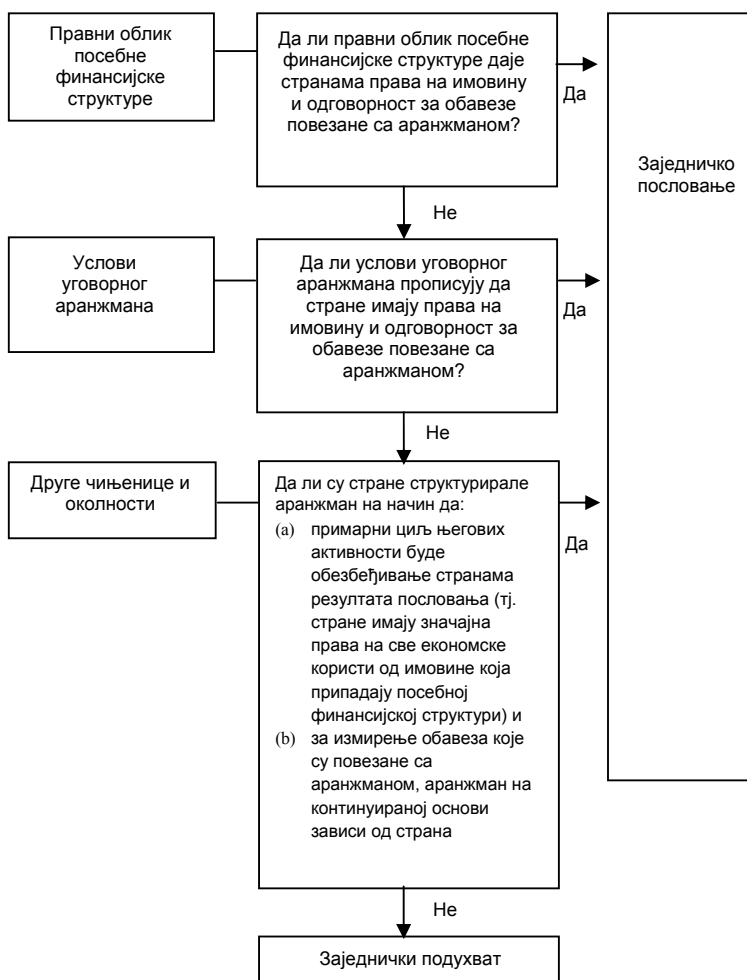 Правни облик
посебне
финансијске
структуре
Да ли правни облик посебне
финансијске структуре даје
странама права на имовину
и одговорност за обавезе
повезане са аранжманом?
Да
Заједничко
пословање
Не
Услови
уговорног
аранжмана
Да ли услови уговорног
аранжмана прописују да
стране имају права на
имовину и одговорност за
обавезе повезане са
аранжманом?
Да
Не
Друге чињенице и
околности
Да ли су стране структурирале
аранжман на начин да:
(a) примарни циљ његових
активности буде
обезбеђивање странама
резултата пословања (тј.
стране имају значајна
права на све економске
користи од имовине која
припадају посебној
финансијској структури) и
(b) за измирење обавеза које
су повезане са
аранжманом, аранжман на
континуираној основи
зависи од страна
Да
Не
Заједнички подухват